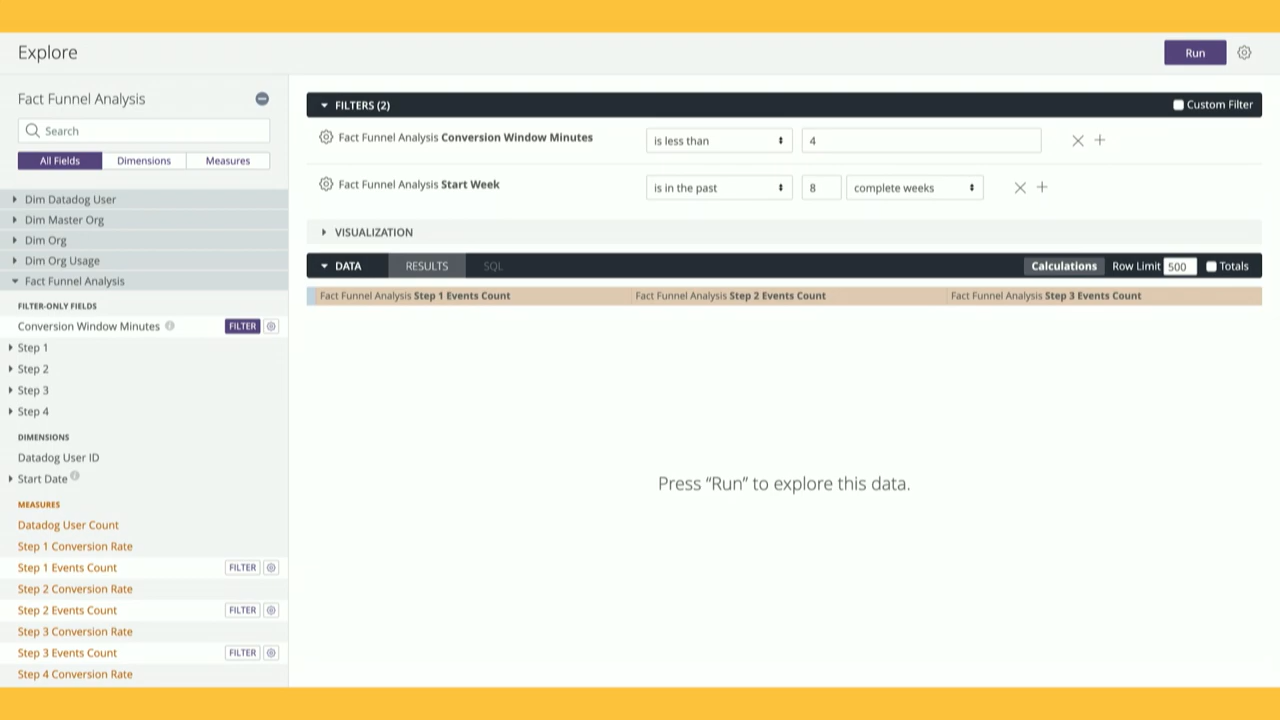 Explore
Run
Fact Funnel Analysis
Search
All Fields Dimensions Measures
Dim Datadog User
Dim Master Org
Dim Org
Dim Org Usage
Fact Funnel Analysis
FILTER-ONLY FIELDS
Conversion Window Minutes FILTER
Step 1
Step 2
Step 3
Step 4
DIMENSIONS
Datadog User ID
Start Date
MEASURES
Datadog User Count
Step 1 Conversion Rate
Step 1 Events Count FILTER
Step 2 Conversion Rate
Step 2 Events Count FILTER
Step 3 Conversion Rate
Step 3 Events Count FILTER
Step 4 Conversion Rate
FILTERS (2) Custom Filter
Fact Funnel Analysis Conversion Window Minutes is less than 4
Fact Funnel Analysis Start Week is in the past 8 complete weeks
VISUALIZATION
DATA RESULTS SQL Calculations Row Limit 500 Totals
Fact Funnel Analysis Step 1 Events Count Fact Funnel Analysis Step 2 Events Count Fact Funnel Analysis Step 3 Events Count
Press “Run” to explore this data.